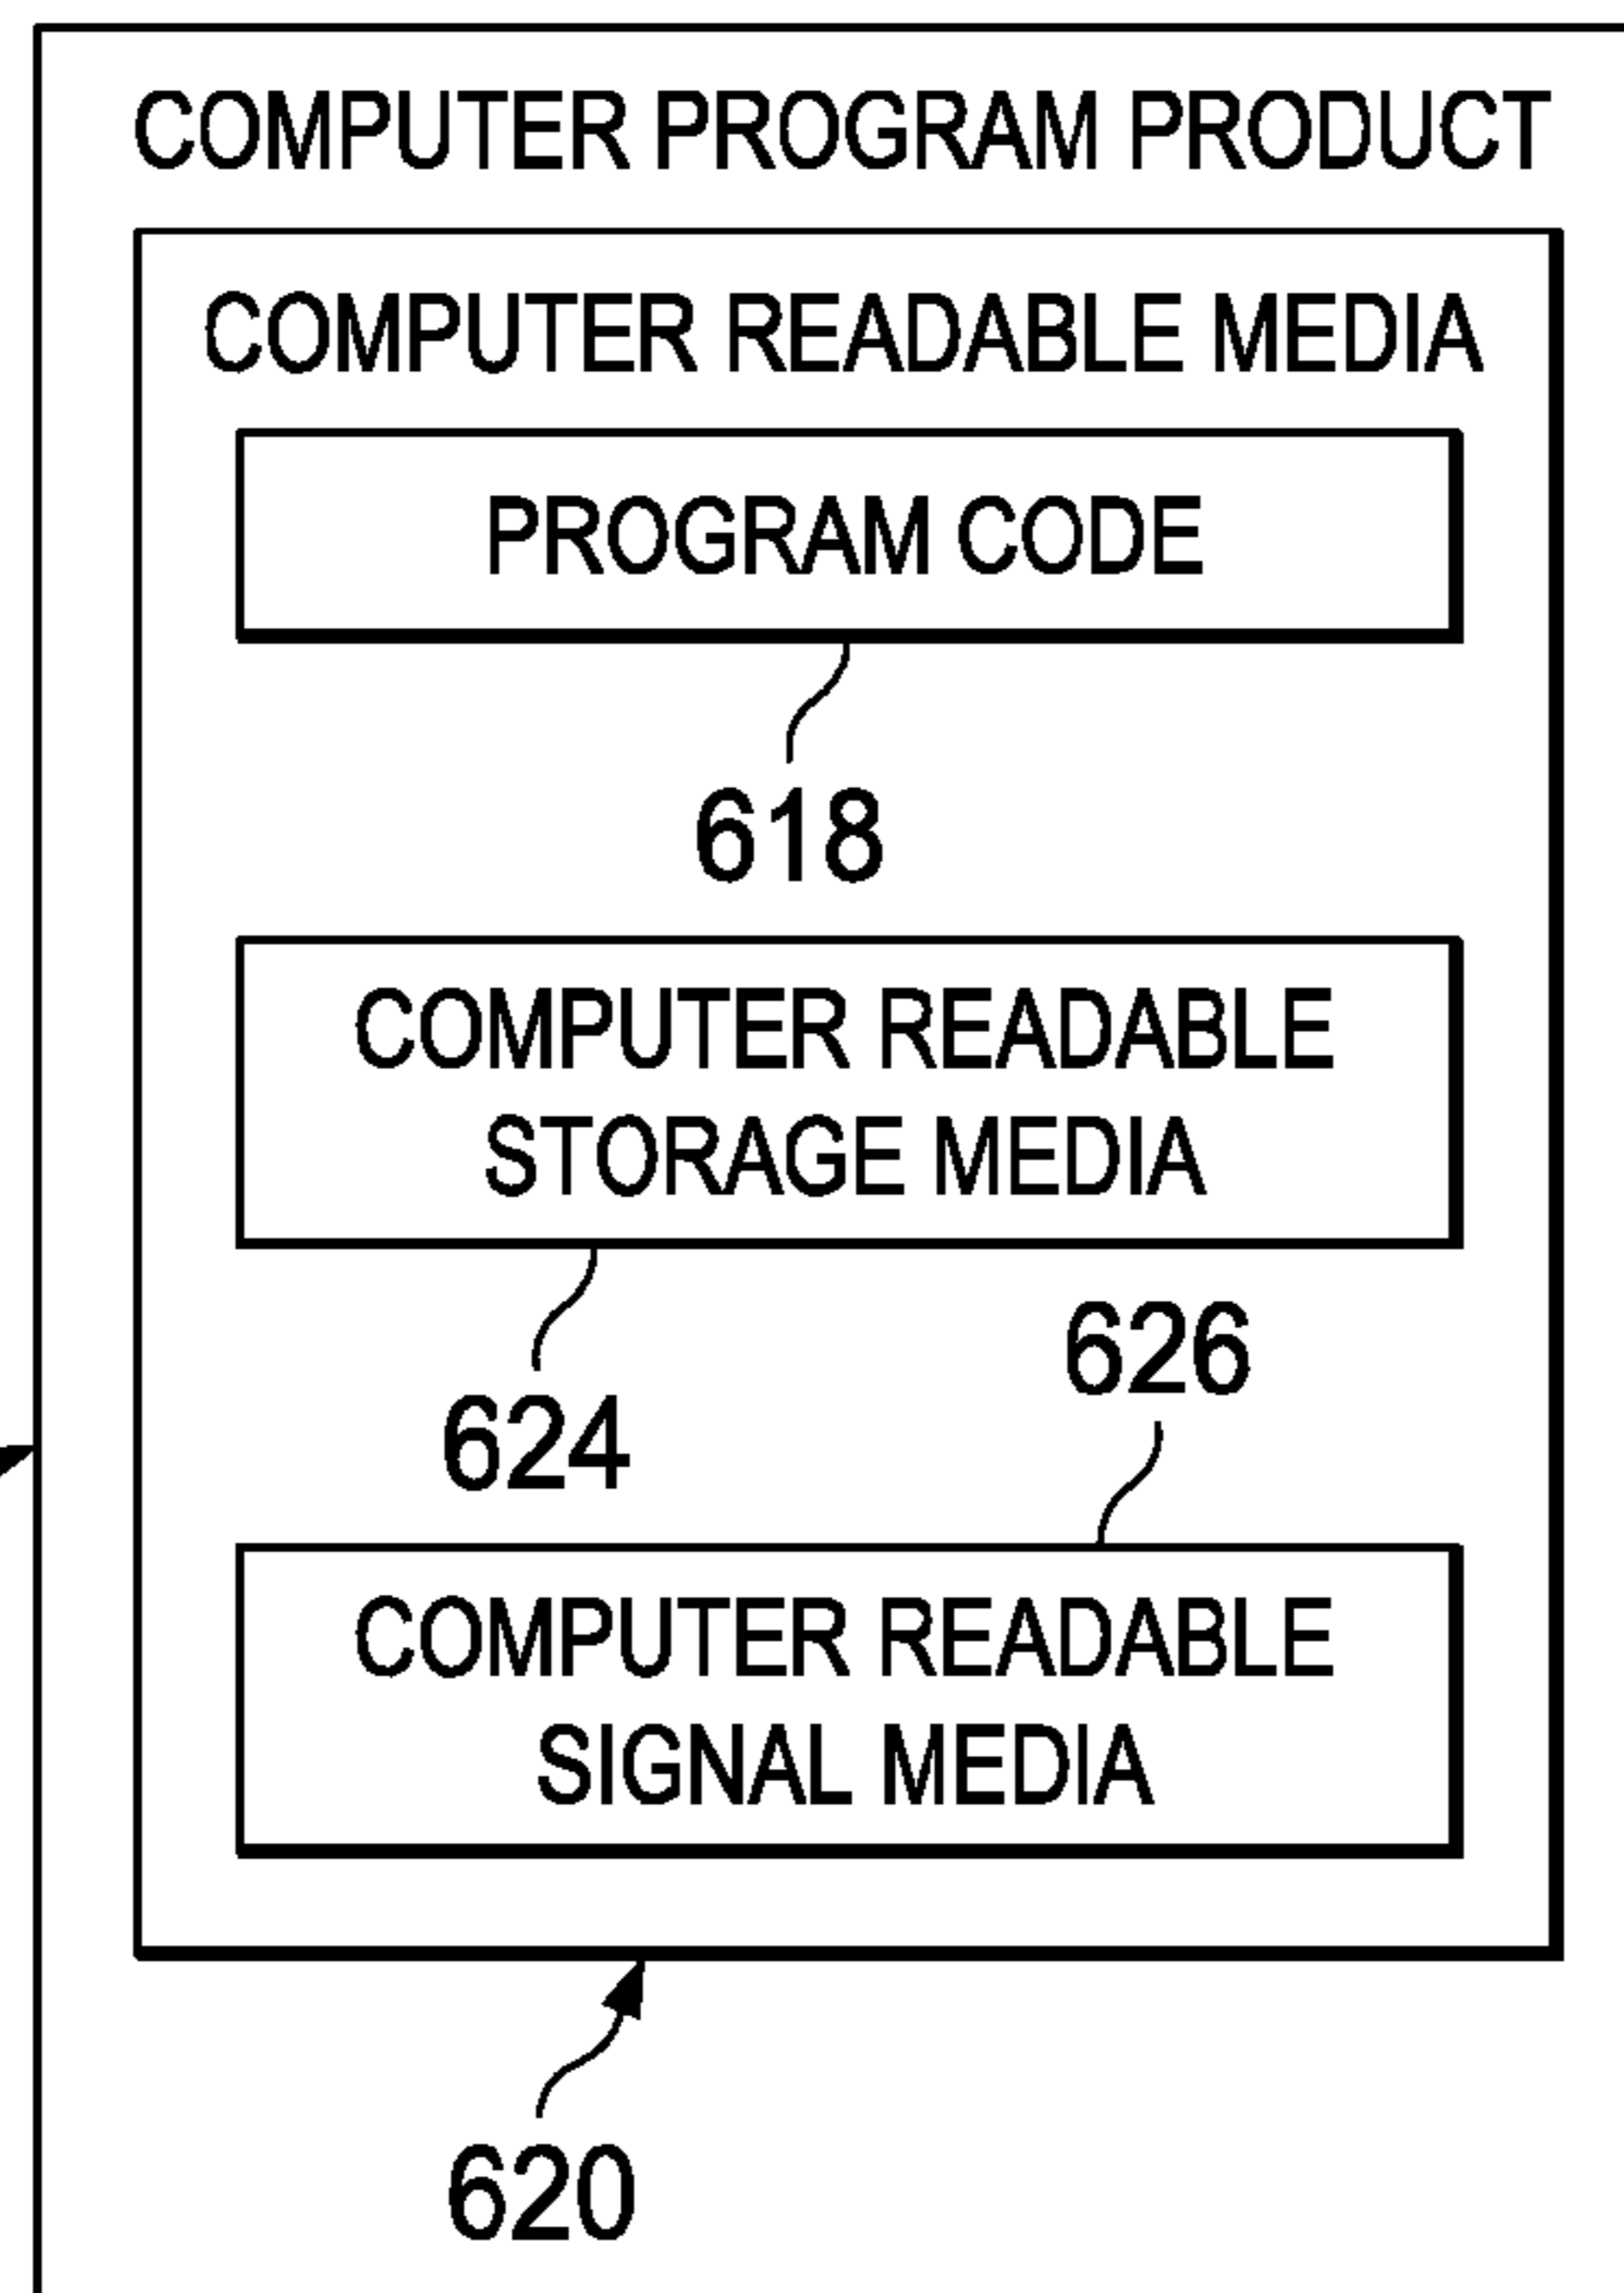 COMPUTER PROGRAM PRODUCT
COMPUTER READABLE MEDIA
PROGRAM CODE
618
COMPUTER READABLE
STORAGE MEDIA
624
626
COMPUTER READABLE
SIGNAL MEDIA
620